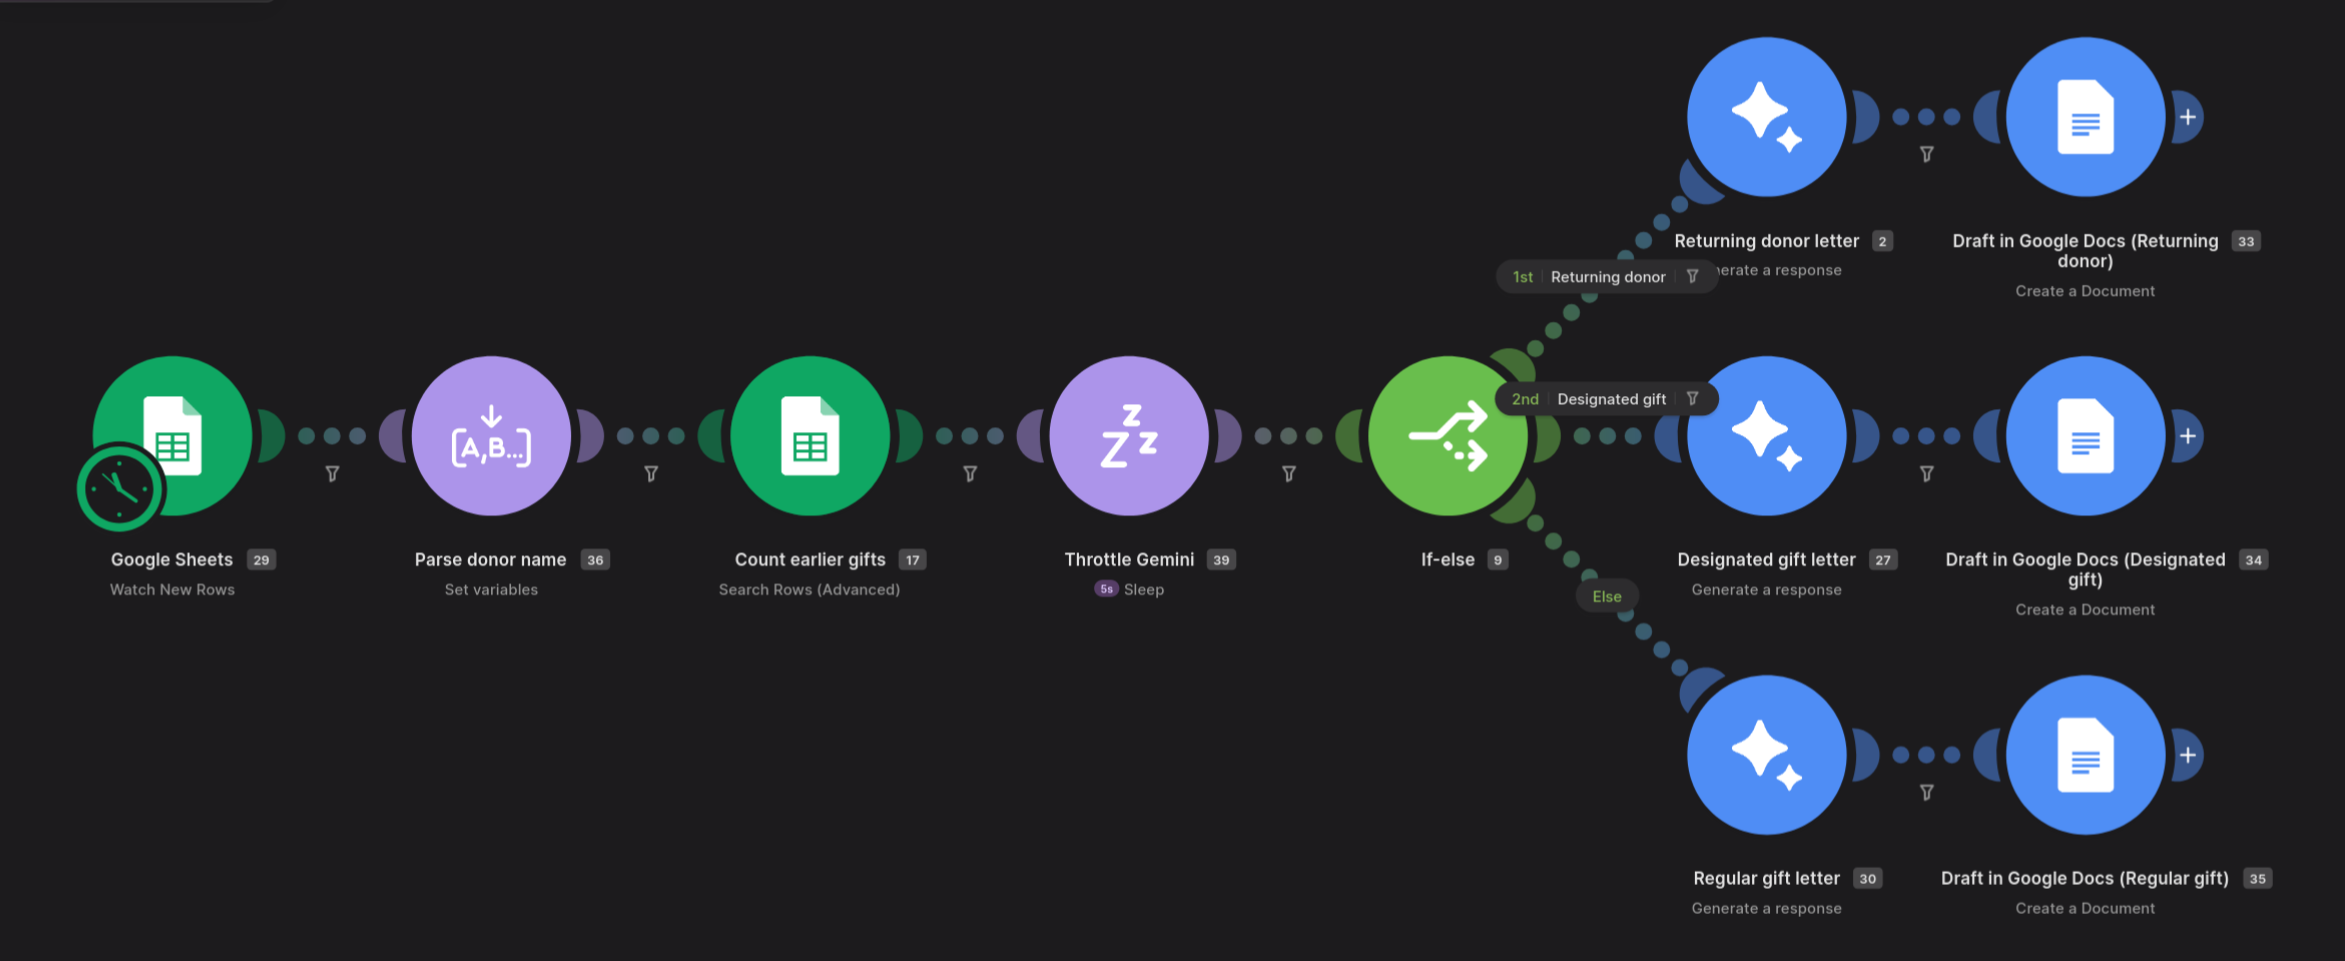 Returning donor letter 2
erate a response
Draft in Google Docs (Returning 33
donor)
Create a Document
1st Returning donor
A,B...
z
Z z
2nd Designated gift
Google Sheets 29
Watch New Rows
Parse donor name 36
Set variables
Count earlier gifts 17
Search Rows (Advanced)
Throttle Gemini 39
5s Sleep
If-else 9
Designated gift letter 27
Generate a response
Draft in Google Docs (Designated 34
gift)
Create a Document
Else
Regular gift letter 30
Generate a response
Draft in Google Docs (Regular gift) 35
Create a Document